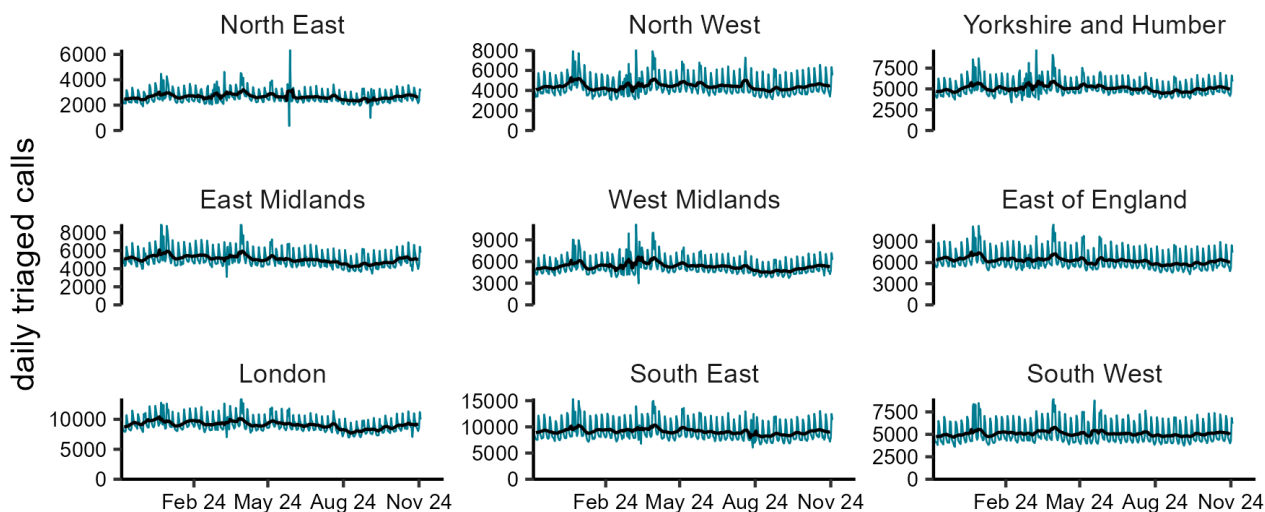 daily triaged calls
North East
6000
4000
2000
0
North West
8000
6000
4000
2000
0
Yorkshire and Humber
7500
5000
2500
0
East Midlands
8000
6000
4000
2000
0
West Midlands
9000
6000
3000
0
East of England
9000
6000
3000
0
London
10000
5000
0
Feb 24 May 24 Aug 24 Nov 24
South East
15000
10000
5000
0
Feb 24 May 24 Aug 24 Nov 24
South West
7500
5000
2500
0
Feb 24 May 24 Aug 24 Nov 24